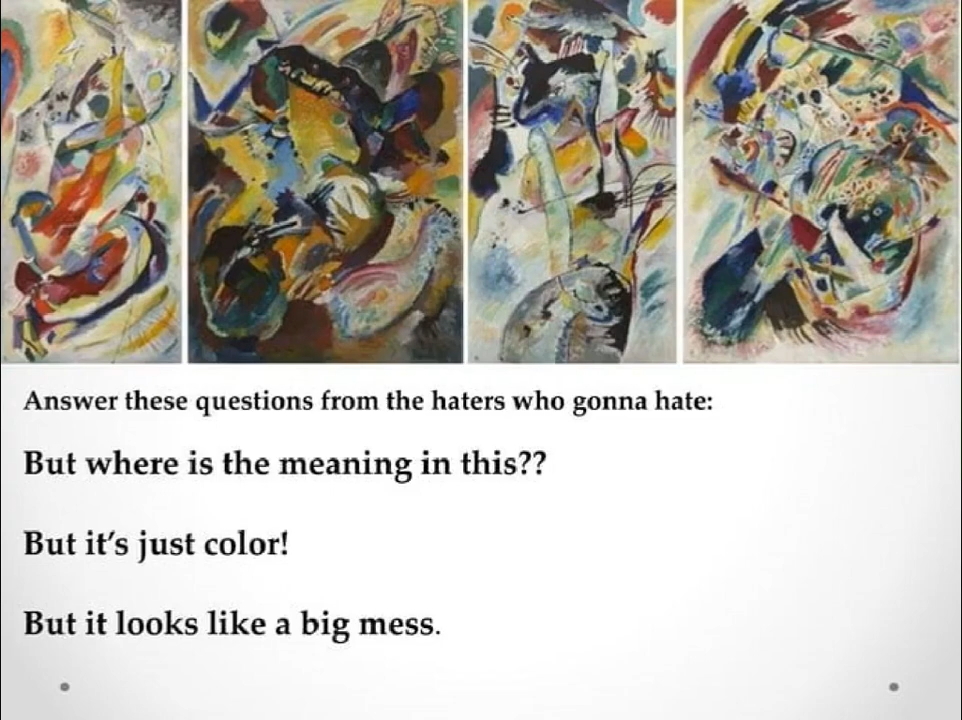 Answer these questions from the haters who gonna hate:
But where is the meaning in this??
But it’s just color!
But it looks like a big mess.